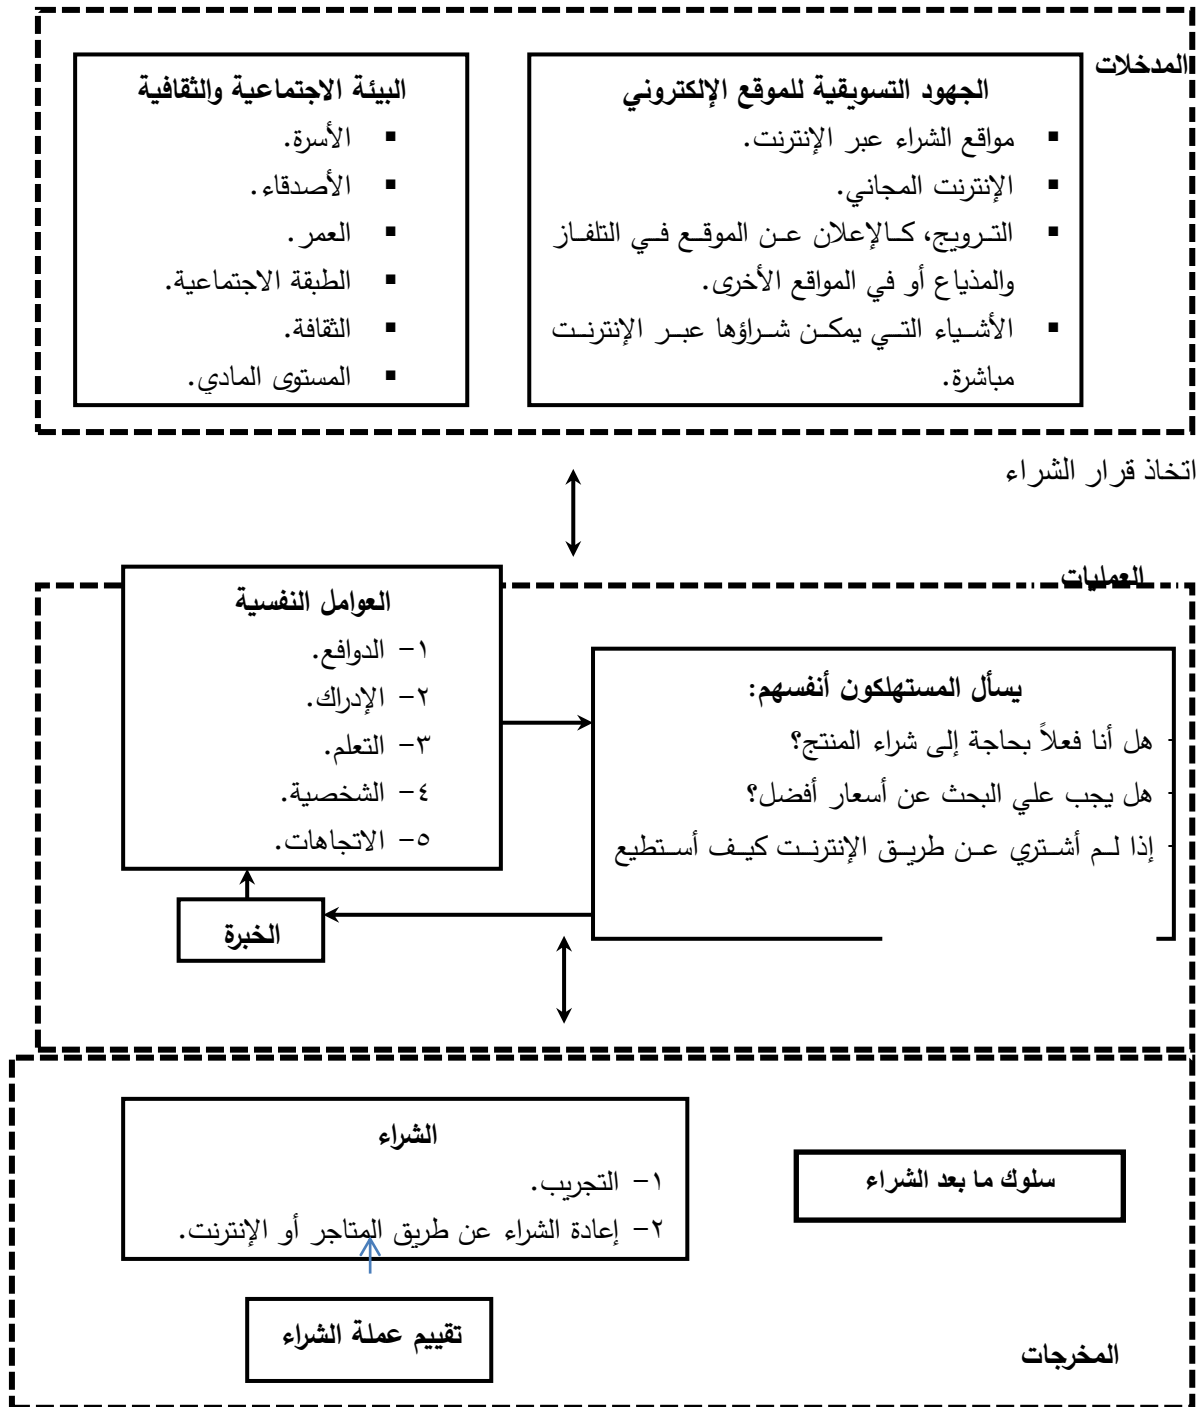 المدخلات
الجهود التسويقية للموقع الإلكتروني
▪ مواقع الشراء عبر الإنترنت.
▪ الإنترنت المجاني.
▪ الترويج، كالإعلان عن الموقع في التلفاز
والمذياع أو في المواقع الأخرى.
▪ الأشياء التي يمكن شراؤها عبر الإنترنت
مباشرة.
البيئة الاجتماعية والثقافية
▪ الأسرة.
▪ الأصدقاء.
▪ العمر.
▪ الطبقة الاجتماعية.
▪ الثقافة.
▪ المستوى المادي.
اتخاذ قرار الشراء
العمليات
العوامل النفسية
١- الدوافع.
٢- الإدراك.
٣- التعلم.
٤- الشخصية.
٥- الاتجاهات.
يسأل المستهلكون أنفسهم:
- هل أنا فعلاً بحاجة إلى شراء المنتج؟
- هل يجب علي البحث عن أسعار أفضل؟
- إذا لم أشتري عن طريق الإنترنت كيف أستطيع
الخبرة
الشراء
١- التجريب.
٢- إعادة الشراء عن طريق المتاجر أو الإنترنت.
سلوك ما بعد الشراء
تقييم عملة الشراء
المخرجات